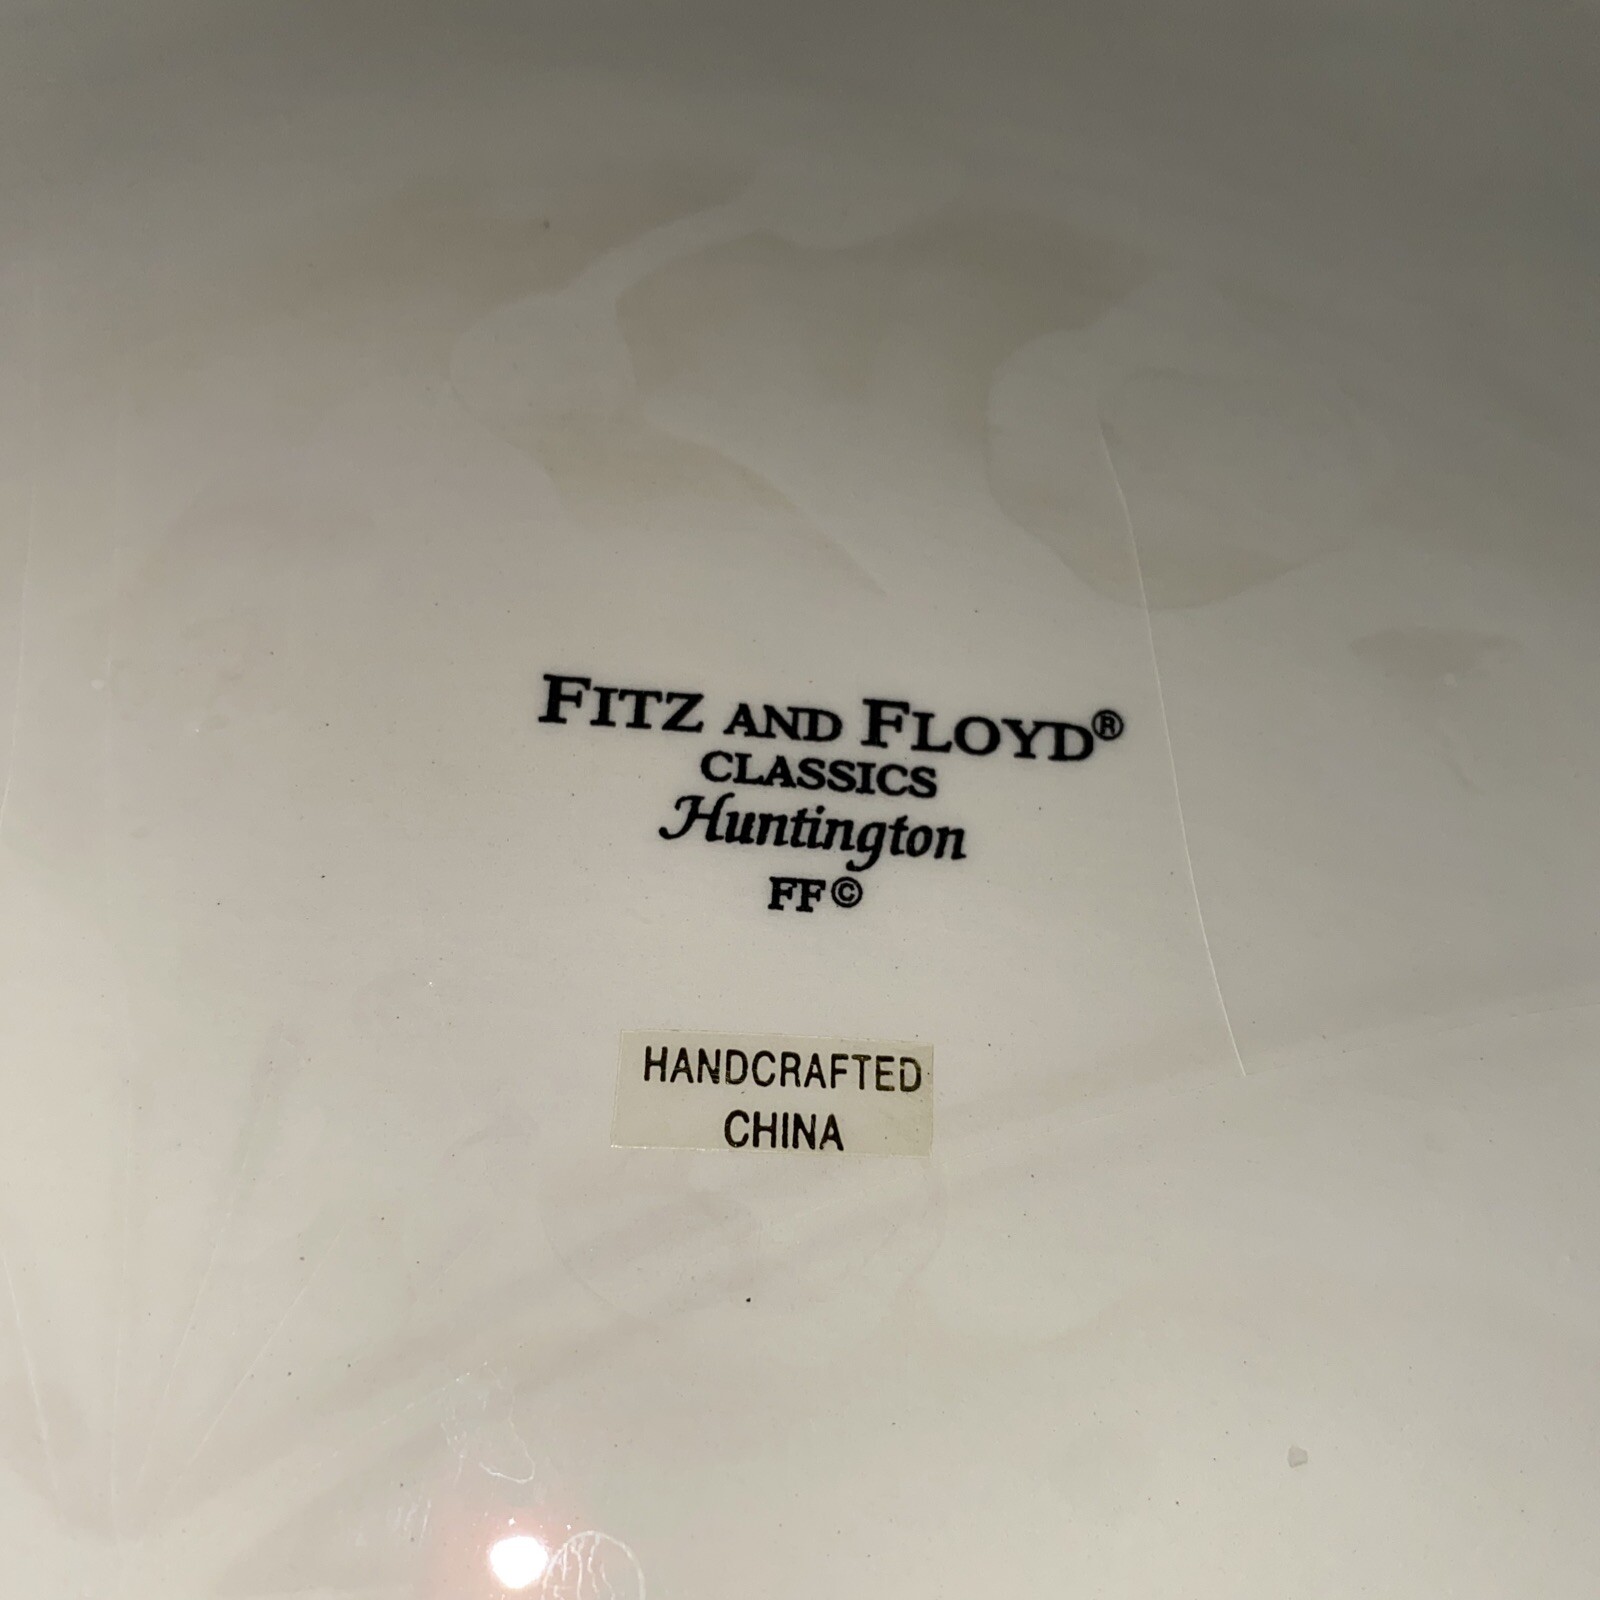 FITZ AND FLOYD®
CLASSICS
Huntington
FF©
HANDCRAFTED
CHINA